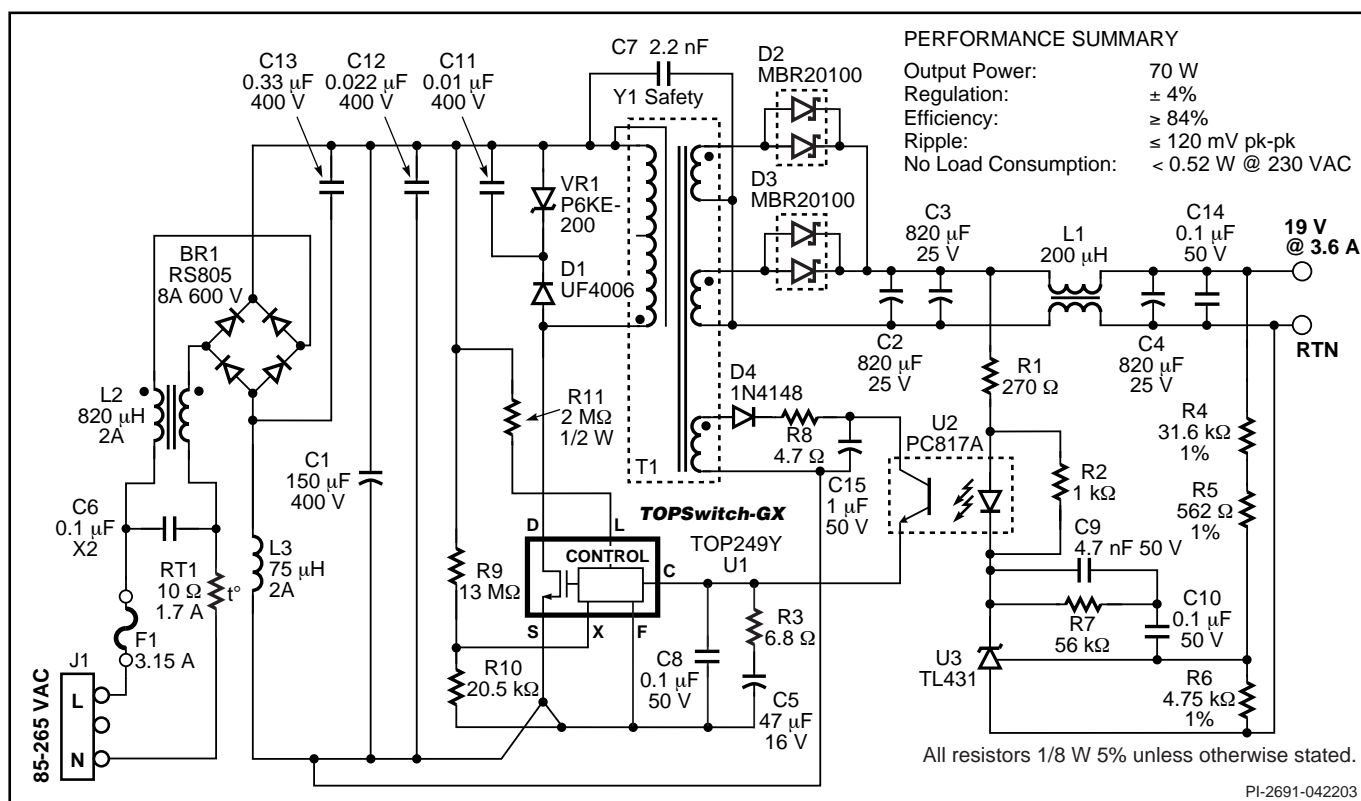 PERFORMANCE SUMMARY
Output Power: 70 W
Regulation: ± 4%
Efficiency: ≥ 84%
Ripple: ≤ 120 mV pk-pk
No Load Consumption: < 0.52 W @ 230 VAC
C7 2.2 nF
Y1 Safety
D2
MBR20100
C13
0.33 µF
400 V
C12
0.022 µF
400 V
C11
0.01 µF
400 V
VR1
P6KE-
200
D1
UF4006
D3
MBR20100
C3
820 µF
25 V
L1
200 µH
C14
0.1 µF
50 V
19 V
@ 3.6 A
BR1
RS805
8A 600 V
C2
820 µF
25 V
C4
820 µF
25 V
RTN
R1
270 Ω
L2
820 µH
2A
R11
2 MΩ
1/2 W
D4
1N4148
R8
4.7 Ω
T1
C15
1 µF
50 V
U2
PC817A
R2
1 kΩ
R4
31.6 kΩ
1%
R5
562 Ω
1%
C1
150 µF
400 V
C6
0.1 µF
X2
RT1
10 Ω
1.7 A
t°
L3
75 µH
2A
R9
13 MΩ
TOPSwitch-GX
D
L
CONTROL
C
S
X
F
TOP249Y
U1
C9
4.7 nF 50 V
R7
56 kΩ
C10
0.1 µF
50 V
R3
6.8 Ω
C8
0.1 µF
50 V
C5
47 µF
16 V
U3
TL431
R6
4.75 kΩ
1%
R10
20.5 kΩ
F1
3.15 A
J1
L
N
85-265 VAC
All resistors 1/8 W 5% unless otherwise stated.
PI-2691-042203